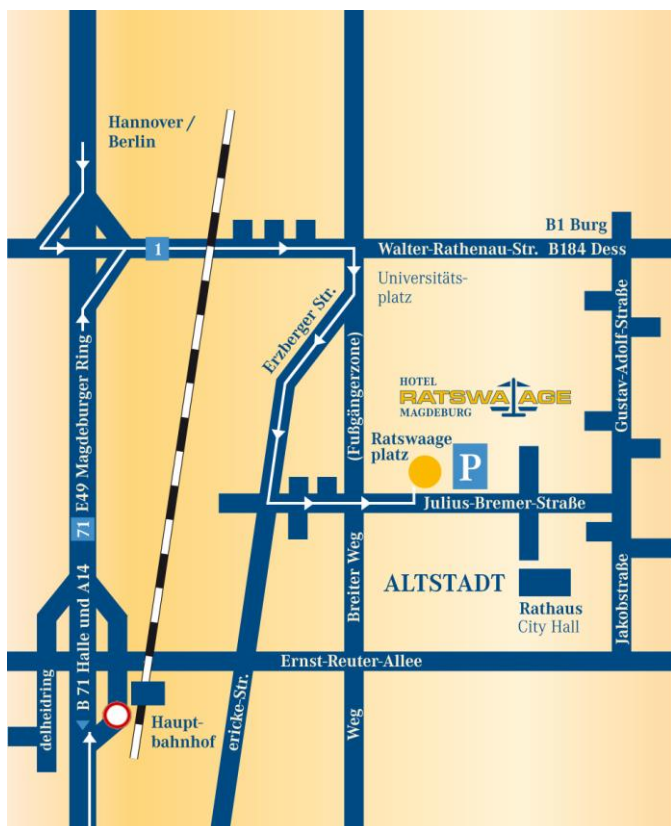 Hannover /
Berlin
1
B1 Burg
Walter-Rathenau-Str. B184 Dess
Universitäts-
platz
Erzberger Str.
(Fußgängerzone)
Gustav-Adolf-Straße
HOTEL
RATSWAAGE
MAGDEBURG
Ratswaage
platz
P
Julius-Bremer-Straße
71 E49 Magdeburger Ring
Breiter Weg
ALTSTADT
Rathaus
City Hall
Jakobstraße
B 71 Halle und A14
Ernst-Reuter-Allee
delheidring
Haupt-
bahnhof
ericke-Str.
Weg